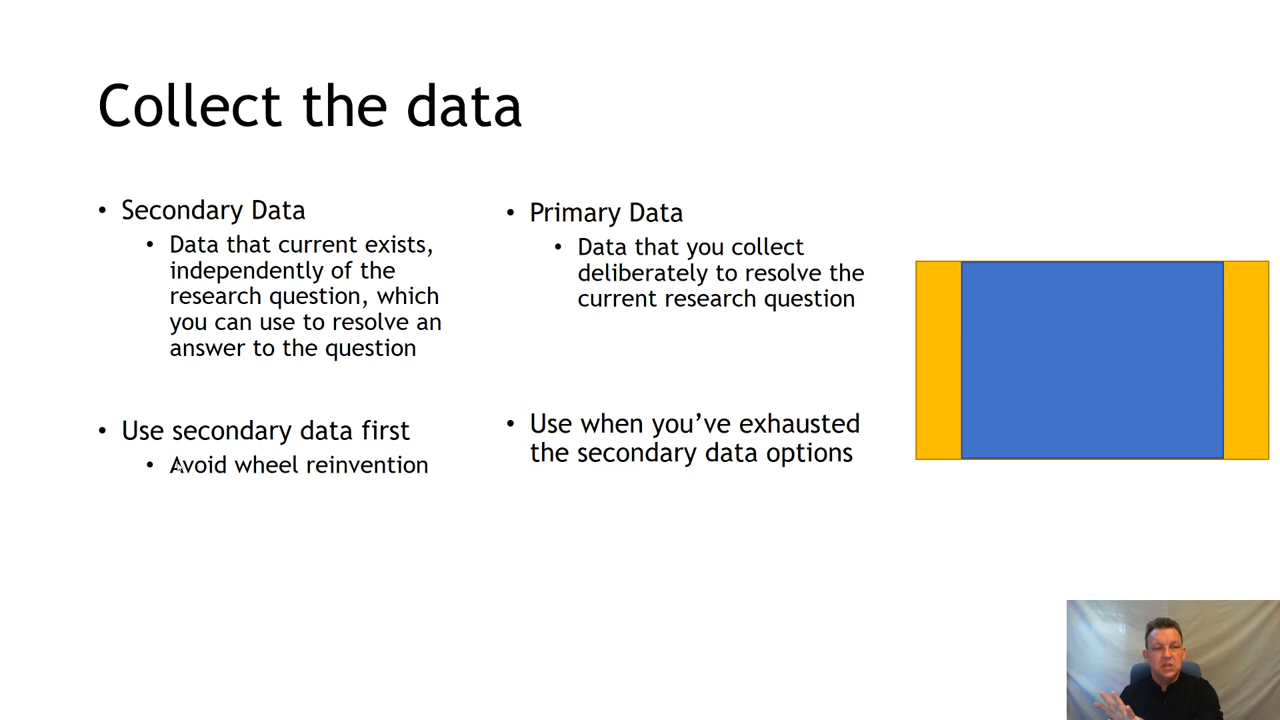 Collect the data
• Secondary Data
• Data that current exists,
independently of the
research question, which
you can use to resolve an
answer to the question
• Use secondary data first
• Avoid wheel reinvention
• Primary Data
• Data that you collect
deliberately to resolve the
current research question
• Use when you’ve exhausted
the secondary data options